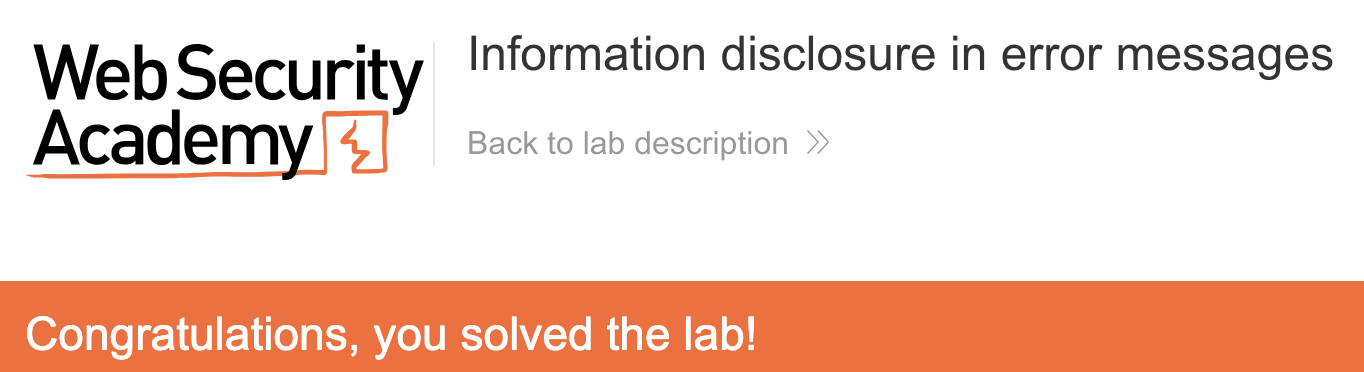 Web Security
Academy
Information disclosure in error messages
Back to lab description
Congratulations, you solved the lab!